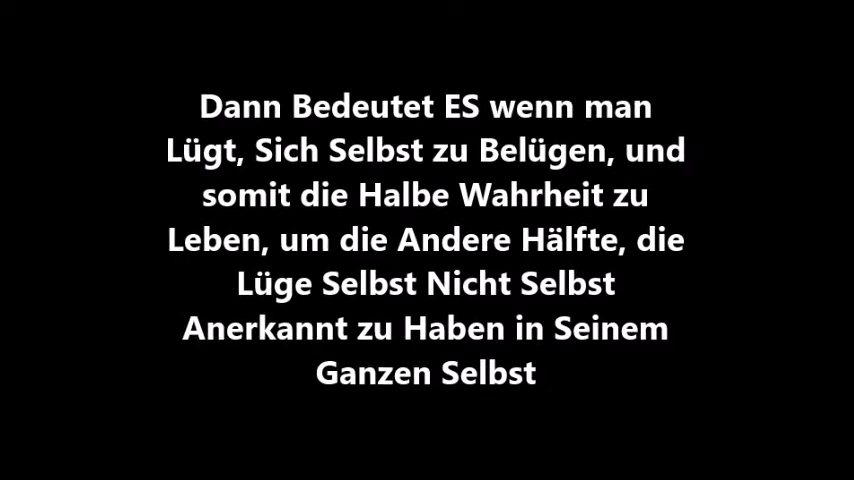 Dann Bedeutet ES wenn man
Lügt, Sich Selbst zu Belügen, und
somit die Halbe Wahrheit zu
Leben, um die Andere Hälfte, die
Lüge Selbst Nicht Selbst
Anerkannt zu Haben in Seinem
Ganzen Selbst